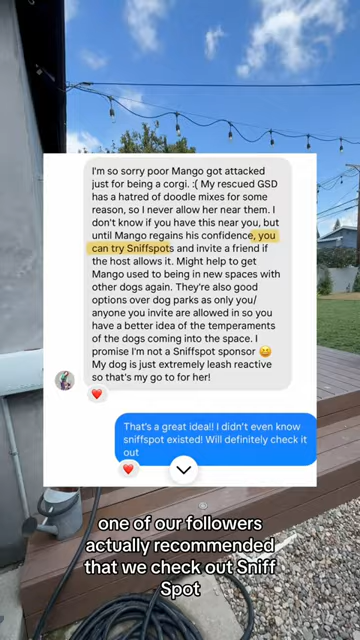 I'm so sorry poor Mango got attacked
just for being a corgi. :( My rescued GSD
has a hatred of doodle mixes for some
reason, so I never allow her near them. I
don't know if you have this near you, but
until Mango regains his confidence, you
can try Sniffspots and invite a friend if
the host allows it. Might help to get
Mango used to being in new spaces with
other dogs again. They're also good
options over dog parks as only you/
anyone you invite are allowed in so you
have a better idea of the temperaments
of the dogs coming into the space. I
promise I'm not a Sniffspot sponsor 😄
My dog is just extremely leash reactive
so that's my go to for her!
That's a great idea!! I didn't even know
sniffspot existed! Will definitely check it
out
one of our followers
actually recommended
that we check out Sniff
Spot